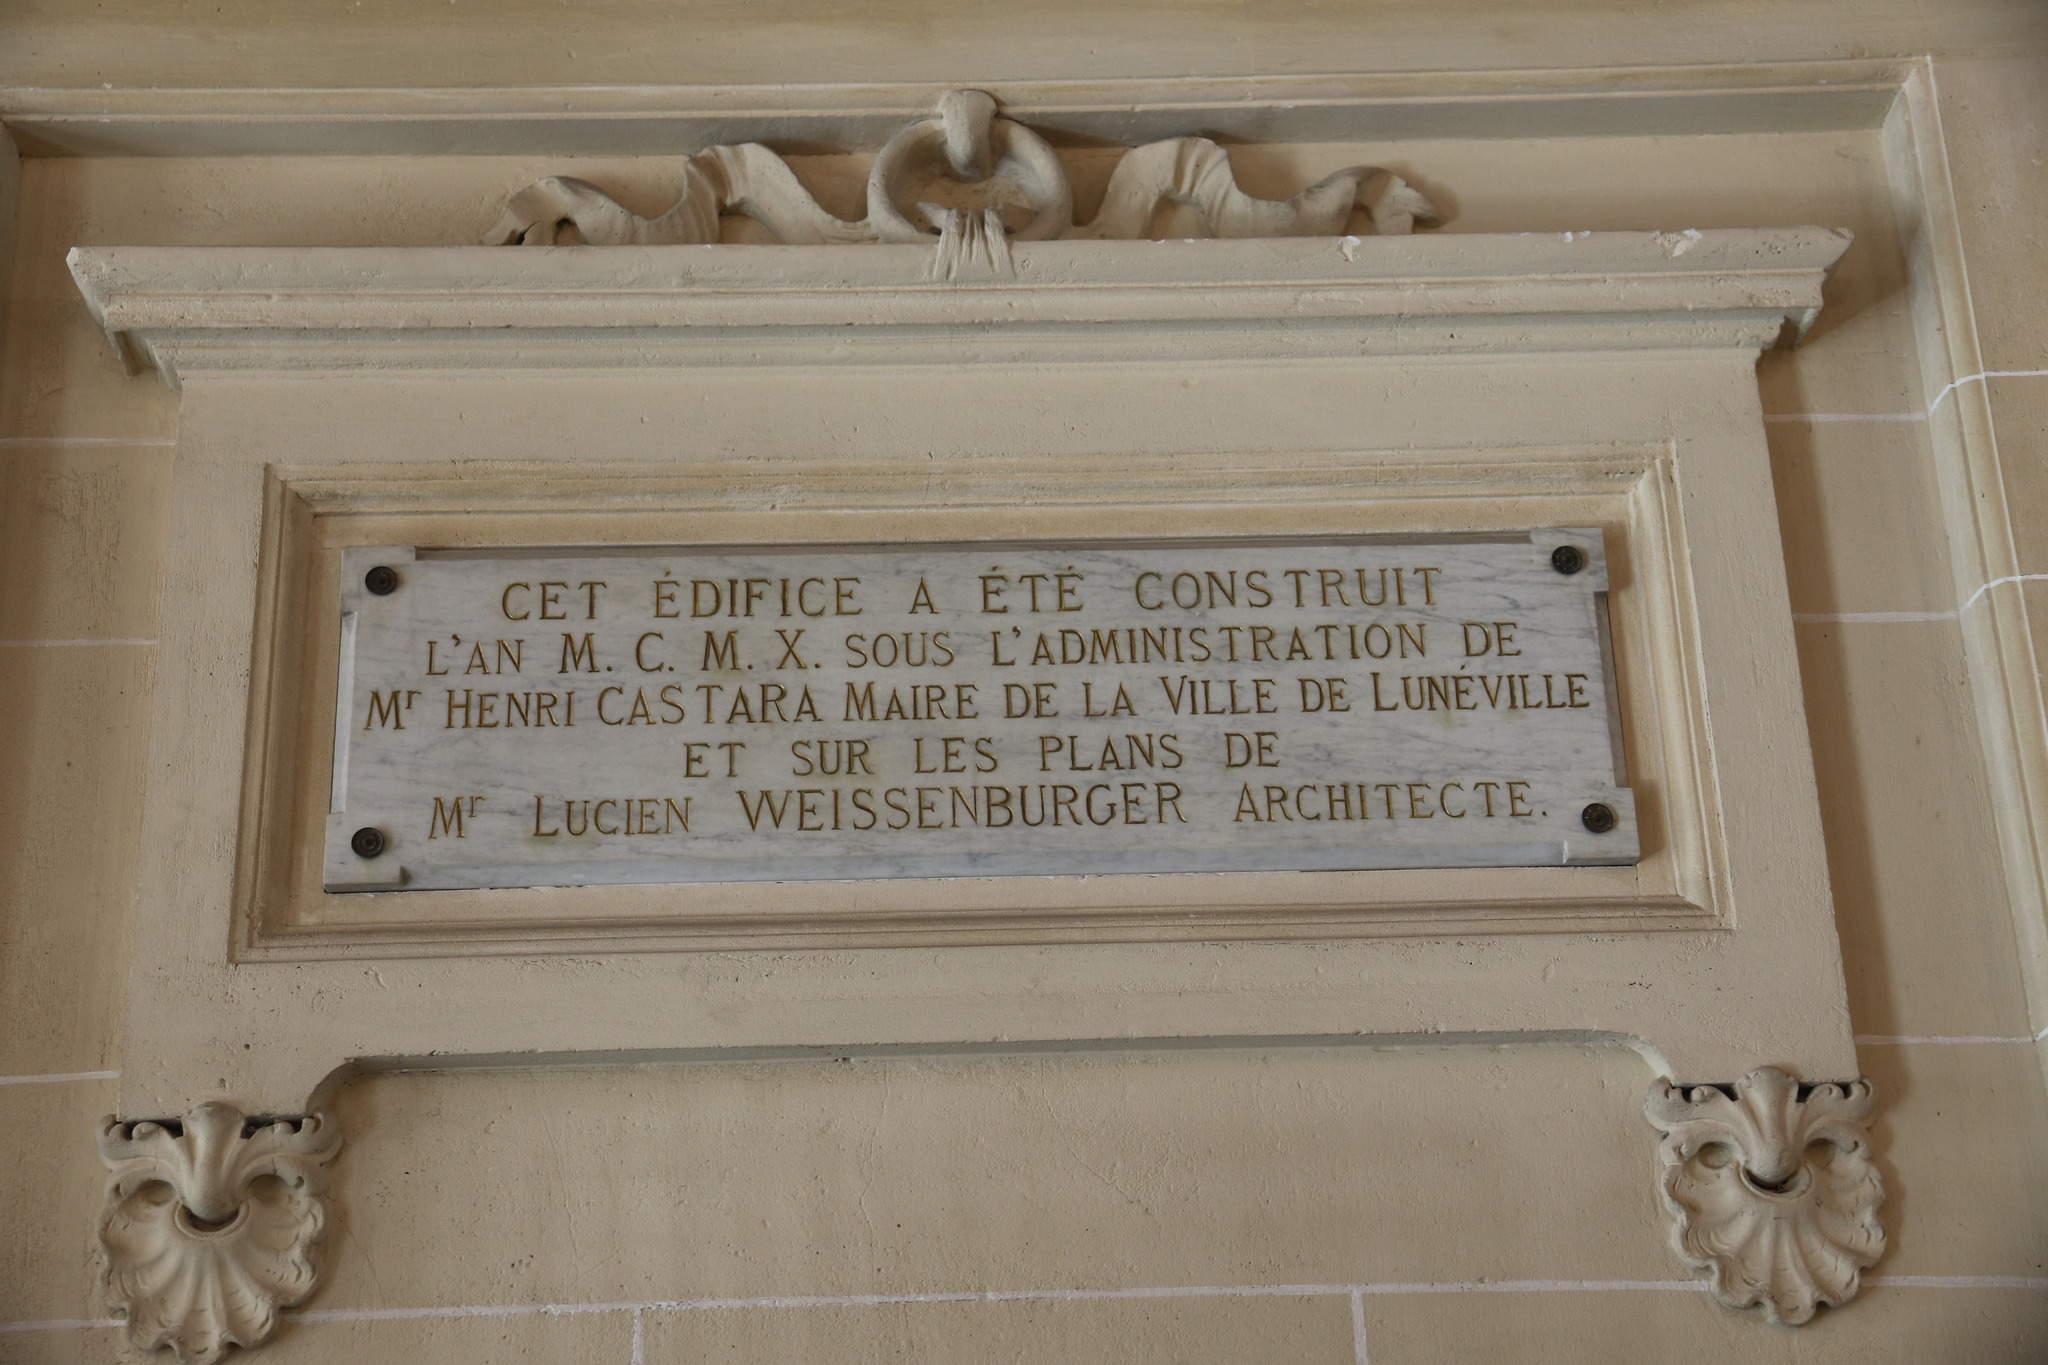 CET ÉDIFICE A ÉTÉ CONSTRUIT
L'AN M. C. M. X. SOUS L'ADMINISTRATION DE
Mr HENRI CASTARA MAIRE DE LA VILLE DE LUNÉVILLE
ET SUR LES PLANS DE
Mr LUCIEN WEISSENBURGER ARCHITECTE.